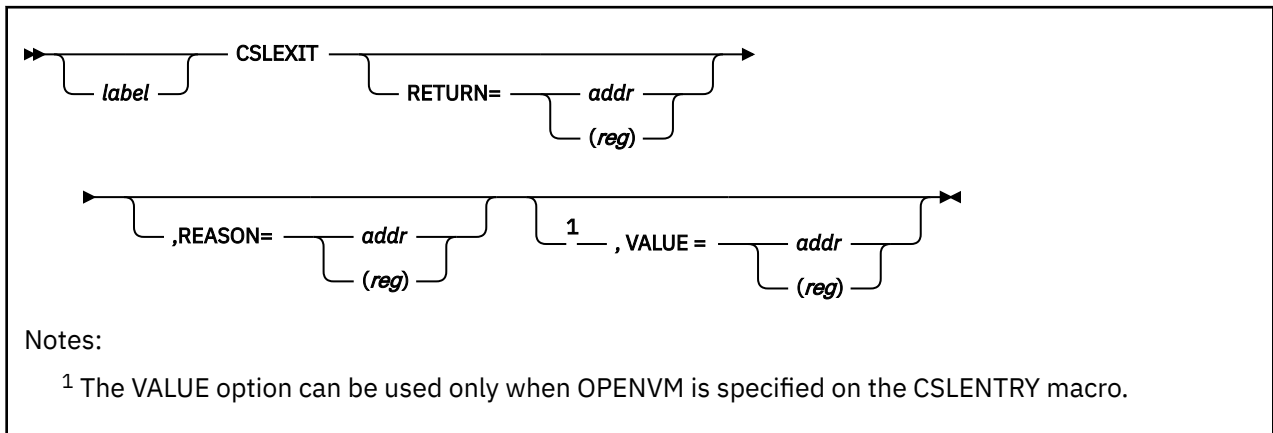 CSLEXIT
label
RETURN= addr
(reg)
,REASON= addr
(reg)
1
, VALUE = addr
(reg)
Notes:
1 The VALUE option can be used only when OPENVM is specified on the CSLENTRY macro.